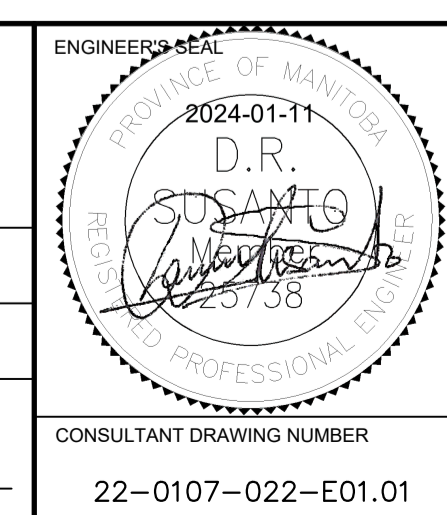 ENGINEER'S SEAL
PROVINCE OF MANITOBA
2024-01-11
D.R.
SUSANTO
Member
25738
REGISTERED PROFESSIONAL ENGINEER
CONSULTANT DRAWING NUMBER
22-0107-022-E01.01